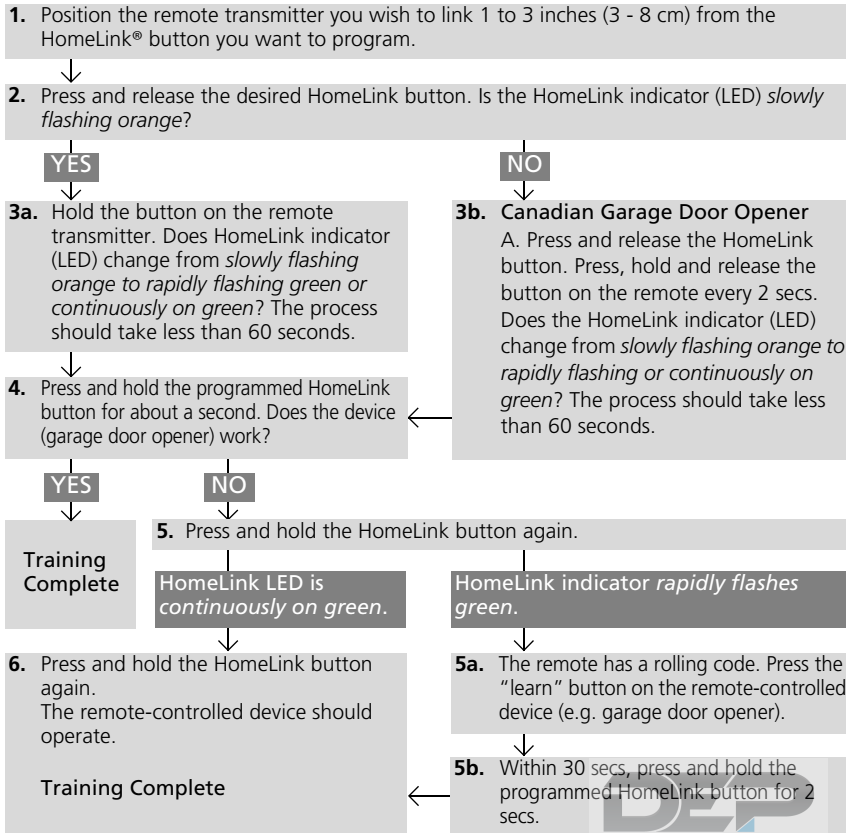 1. Position the remote transmitter you wish to link 1 to 3 inches (3 - 8 cm) from the
HomeLink® button you want to program.
2. Press and release the desired HomeLink button. Is the HomeLink indicator (LED) slowly
flashing orange?
YES
NO
3a. Hold the button on the remote
transmitter. Does HomeLink indicator
(LED) change from slowly flashing
orange to rapidly flashing green or
continuously on green? The process
should take less than 60 seconds.
3b. Canadian Garage Door Opener
A. Press and release the HomeLink
button. Press, hold and release the
button on the remote every 2 secs.
Does the HomeLink indicator (LED)
change from slowly flashing orange to
rapidly flashing or continuously on
green? The process should take less
than 60 seconds.
4. Press and hold the programmed HomeLink
button for about a second. Does the device
(garage door opener) work?
YES
NO
Training
Complete
5. Press and hold the HomeLink button again.
HomeLink LED is
continuously on green.
HomeLink indicator rapidly flashes
green.
6. Press and hold the HomeLink button
again.
The remote-controlled device should
operate.
Training Complete
5a. The remote has a rolling code. Press the
“learn” button on the remote-controlled
device (e.g. garage door opener).
5b. Within 30 secs, press and hold the
programmed HomeLink button for 2
secs.
DEP